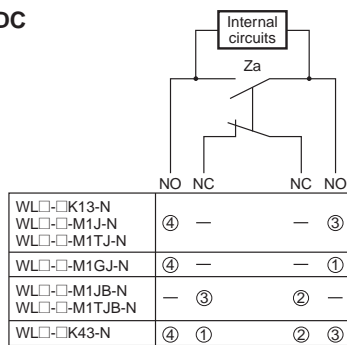 DC
Internal
circuits
Za
NO NC NC NO
WL□-□K13-N
WL□-□M1J-N ④ — — ③
WL□-□M1TJ-N
WL□-□M1GJ-N ④ — — ①
WL□-□M1JB-N — ③ ② —
WL□-□M1TJB-N
WL□-□K43-N ④ ① ② ③